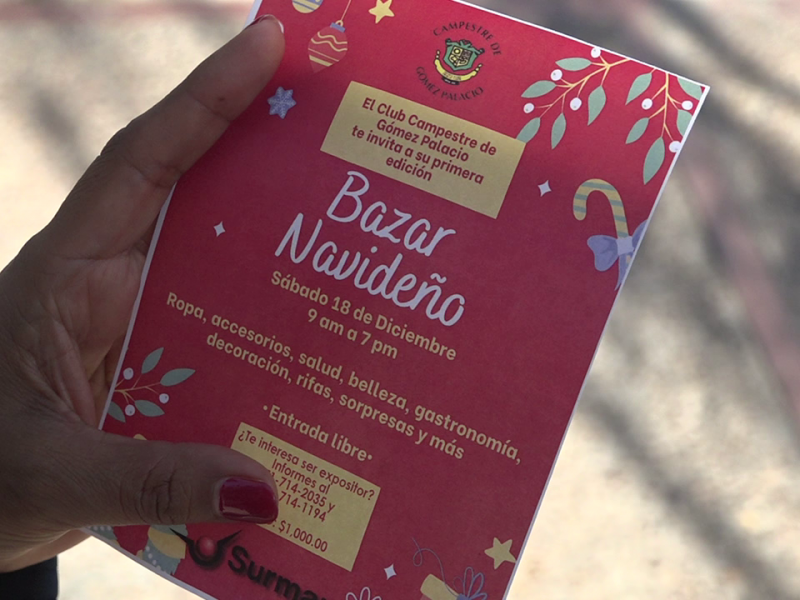 CAMPESTRE DE
GÓMEZ PALACIO
El Club Campestre de
Gómez Palacio
te invita a su primera
edición
Bazar
Navideño
Sábado 18 de Diciembre
9 am a 7 pm
Ropa, accesorios, salud, belleza, gastronomía,
decoración, rifas, sorpresas y más
•Entrada libre•
¿Te interesa ser expositor?
Informes al
-714-2035 y
714-1194
: $1,000.00